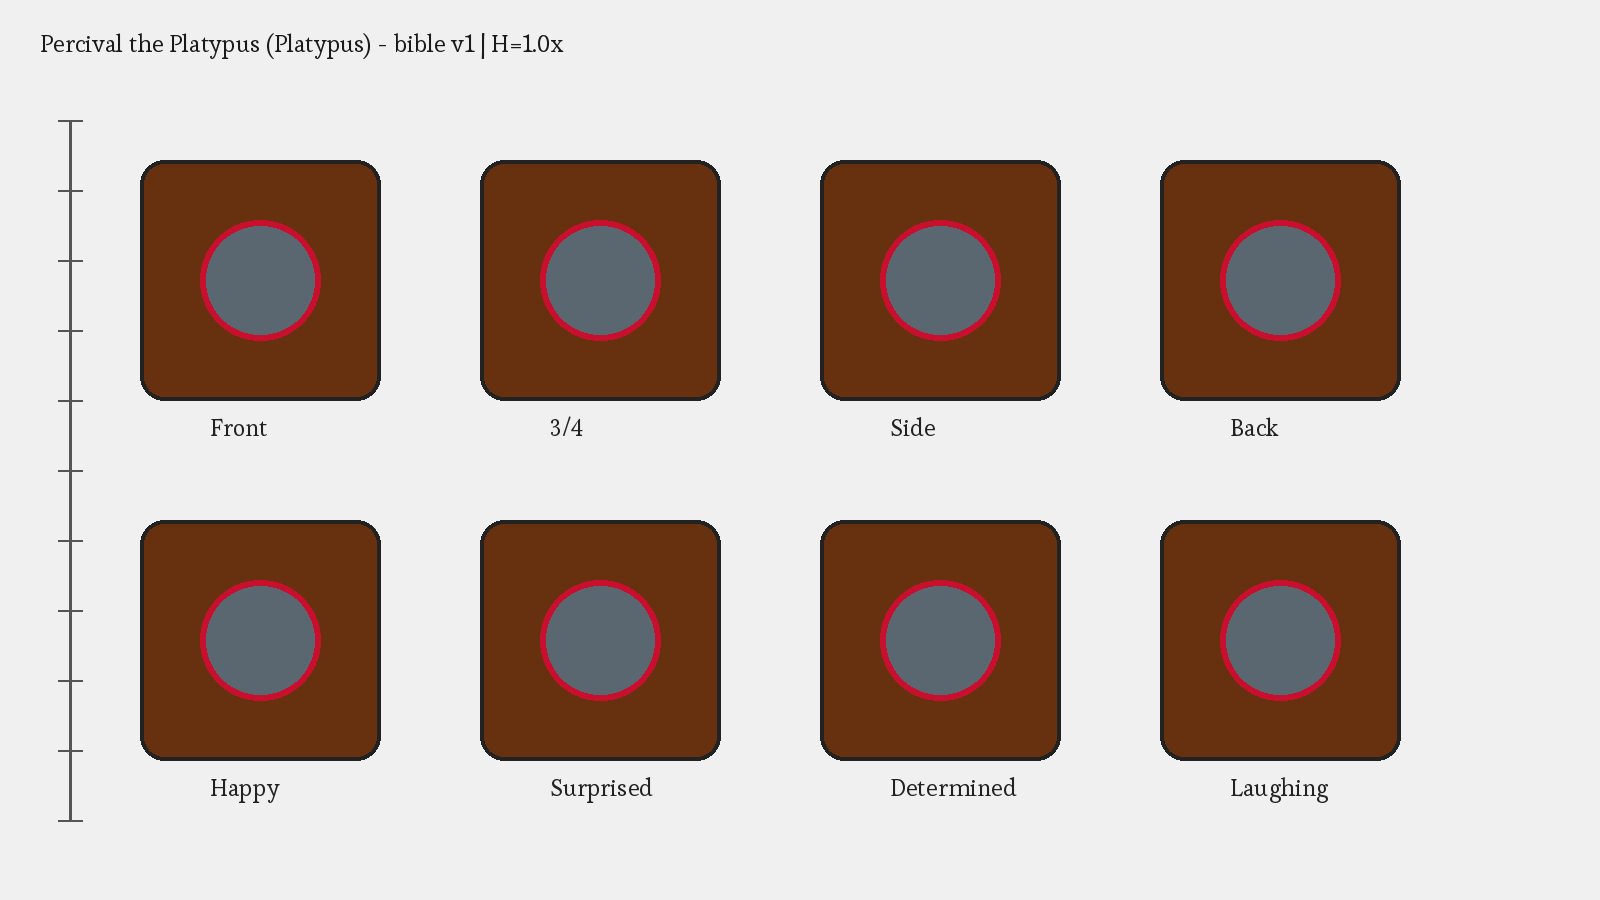 Percival the Platypus (Platypus) - bible v1 | H=1.0x
Front
3/4
Side
Back
Happy
Surprised
Determined
Laughing